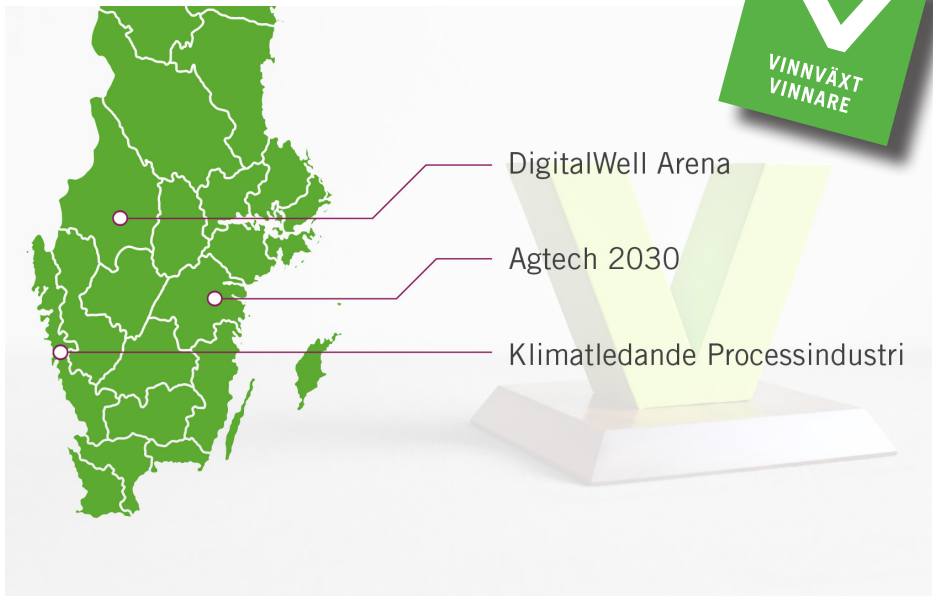 VINNVÄXT
VINNARE
DigitalWell Arena
Agtech 2030
Klimatledande Processindustri